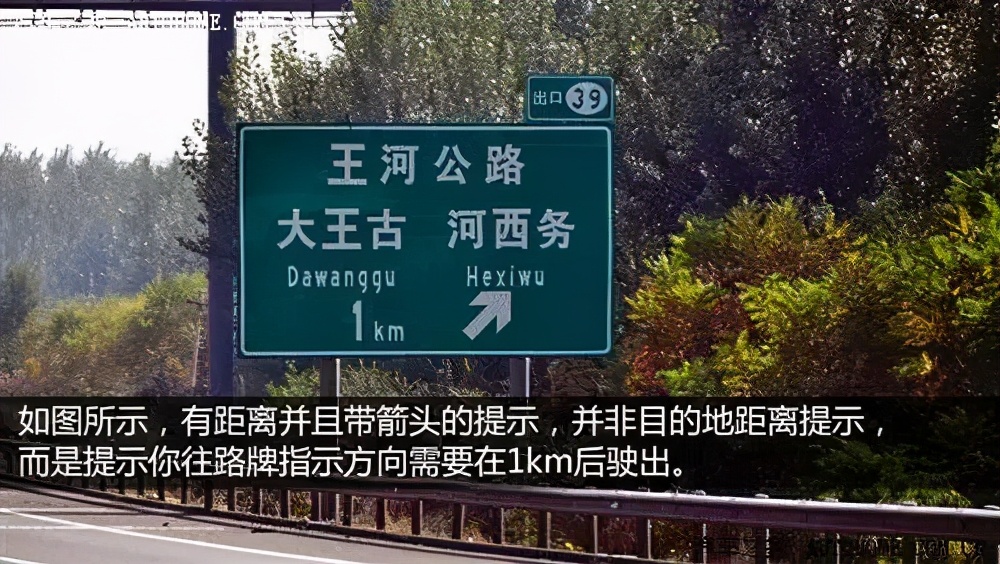 出口 39
王河公路
大王古 河西务
Dawanggu Hexiwu
1km
如图所示，有距离并且带箭头的提示，并非目的地距离提示，
而是提示你往路牌指示方向需要在1km后驶出。